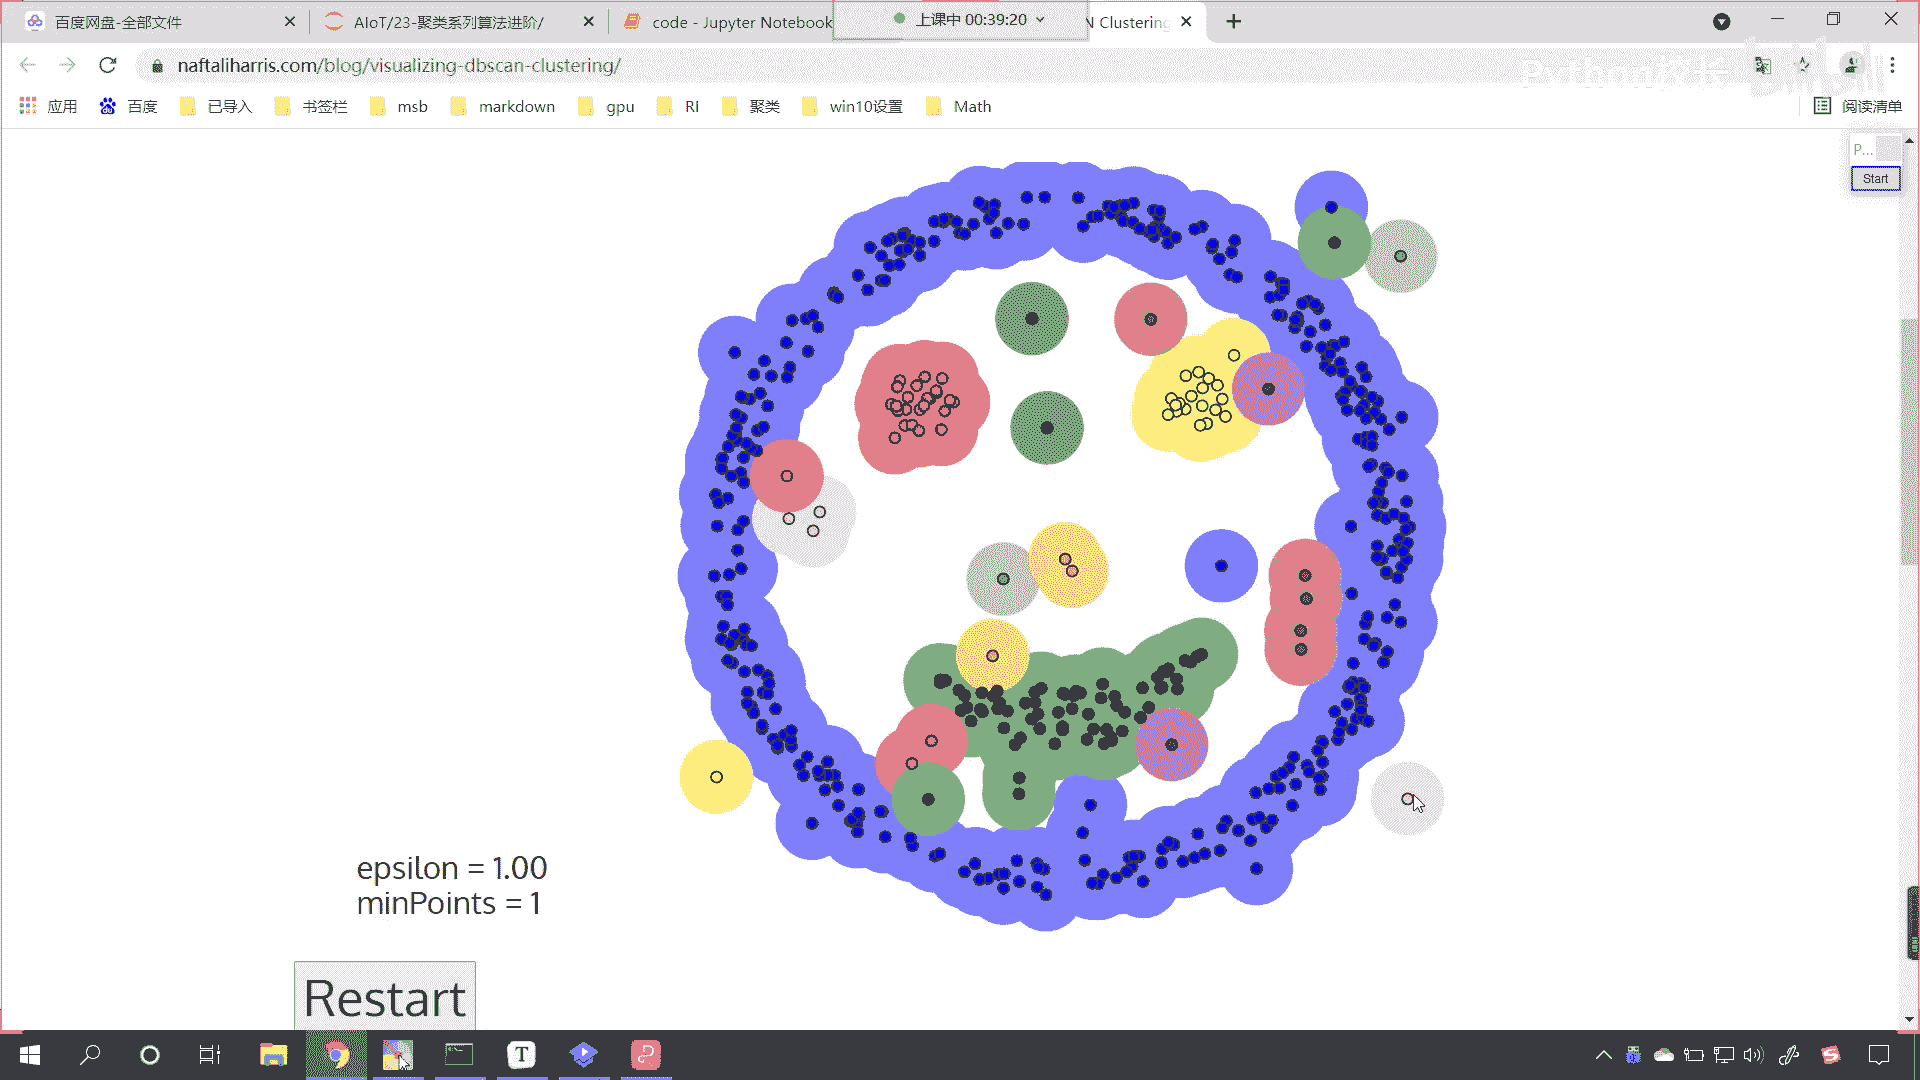 百度网盘-全部文件
AIoT/23-聚类系列算法进阶/
code - Jupyter Notebook
上课中 00:39:20
N Clustering
naftaliharris.com/blog/visualizing-dbscan-clustering/
Python校长
bilibili
应用
百度
已导入
书签栏
msb
markdown
gpu
RI
聚类
win10设置
Math
阅读清单
P...
Start
epsilon = 1.00
minPoints = 1
Restart